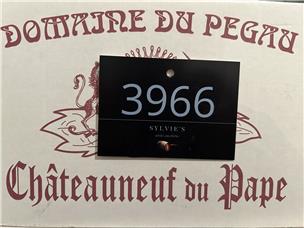 DOMAINE DU PEGAU
3966
SYLVIE'S
Châteauneuf du Pape